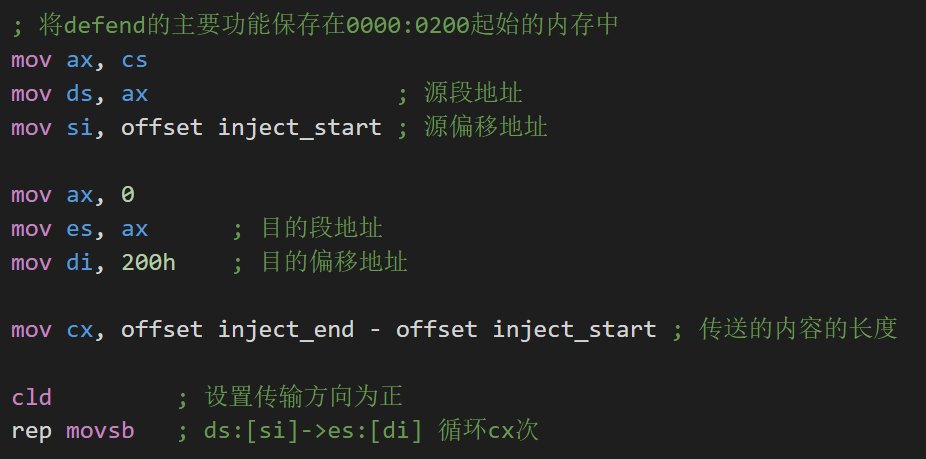 ; 将defend的主要功能保存在0000:0200起始的内存中
mov ax, cs
mov ds, ax ; 源段地址
mov si, offset inject_start ; 源偏移地址
mov ax, 0
mov es, ax ; 目的段地址
mov di, 200h ; 目的偏移地址
mov cx, offset inject_end - offset inject_start ; 传送的内容的长度
cld ; 设置传输方向为正
rep movsb ; ds:[si]->es:[di] 循环cx次